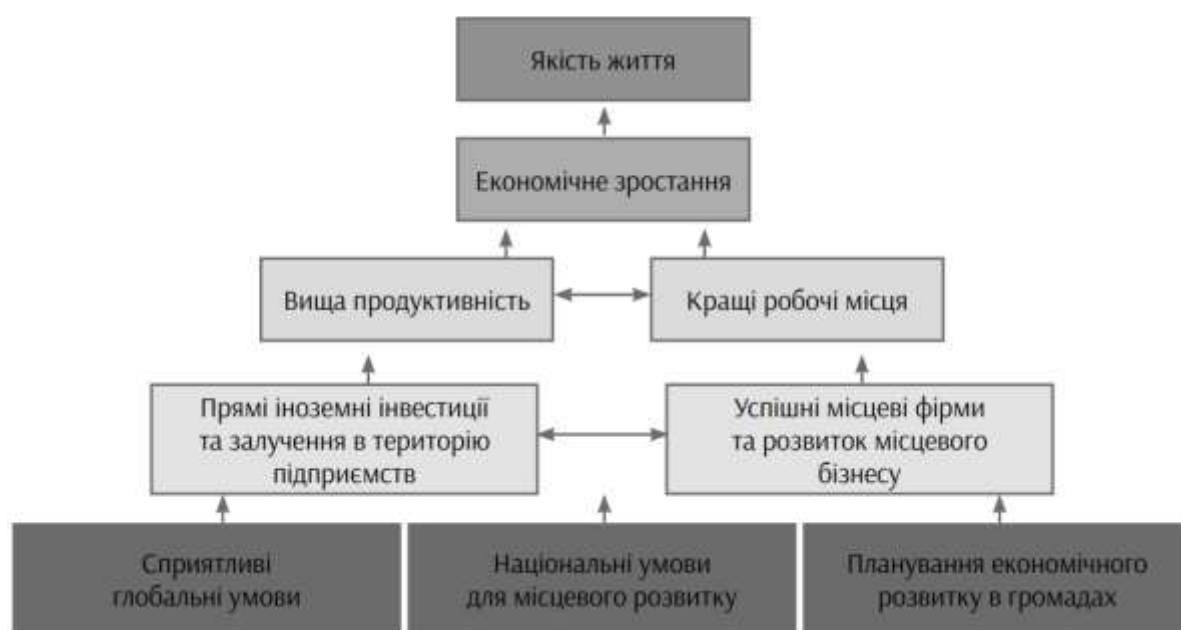 Якість життя
Економічне зростання
Вища продуктивність
Кращі робочі місця
Прямі іноземні інвестиції
та залучення в територію
підприємств
Успішні місцеві фірми
та розвиток місцевого
бізнесу
Сприятливі
глобальні умови
Національні умови
для місцевого розвитку
Планування економічного
розвитку в громадах